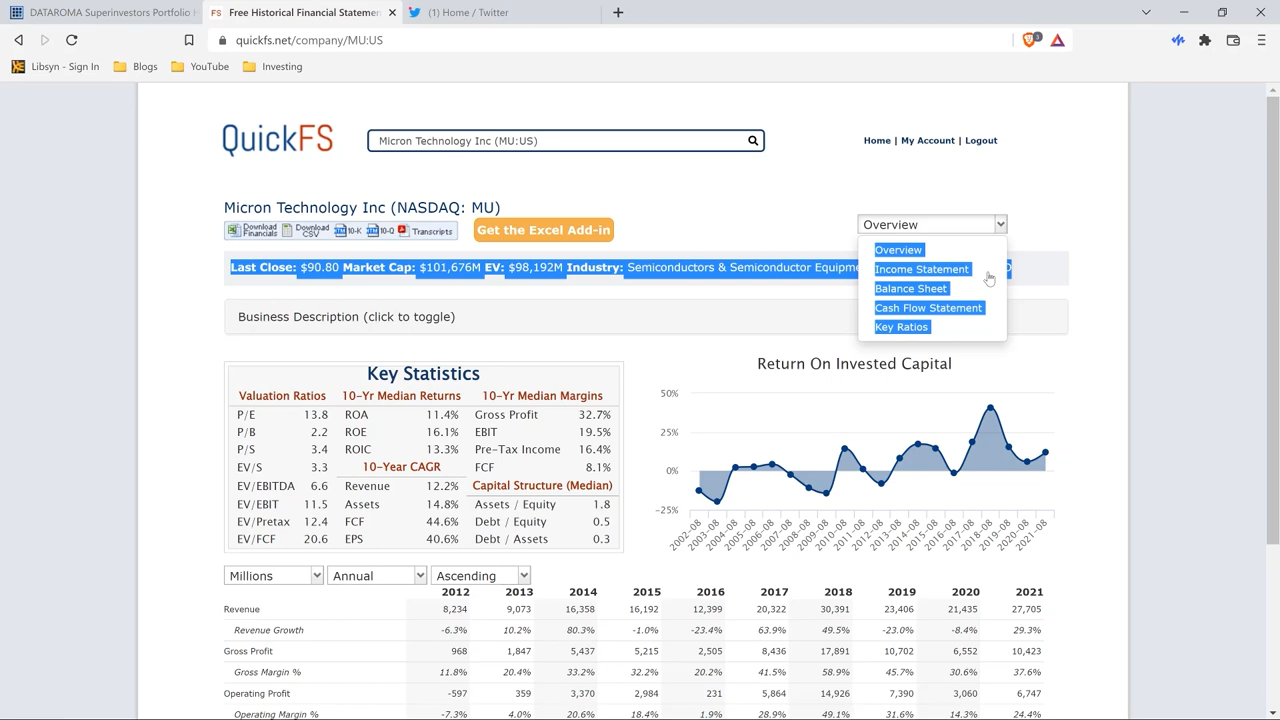 DATAROMA Superinvestors Portfolio H
FS Free Historical Financial Statemen
(1) Home / Twitter
quickfs.net/company/MU:US
3
Libsyn - Sign In Blogs YouTube Investing
QuickFS
Micron Technology Inc (MU:US)
Home | My Account | Logout
Micron Technology Inc (NASDAQ: MU)
Overview
Download Financials Download CSV 10-K 10-Q Transcripts
Get the Excel Add-in
Overview
Income Statement
Balance Sheet
Cash Flow Statement
Key Ratios
Last Close: $90.80 Market Cap: $101,676M EV: $98,192M Industry: Semiconductors & Semiconductor Equipme
Business Description (click to toggle)
Key Statistics
Valuation Ratios 10-Yr Median Returns 10-Yr Median Margins
P/E 13.8 ROA 11.4% Gross Profit 32.7%
P/B 2.2 ROE 16.1% EBIT 19.5%
P/S 3.4 ROIC 13.3% Pre-Tax Income 16.4%
EV/S 3.3 10-Year CAGR FCF 8.1%
EV/EBITDA 6.6 Revenue 12.2% Capital Structure (Median)
EV/EBIT 11.5 Assets 14.8% Assets / Equity 1.8
EV/Pretax 12.4 FCF 44.6% Debt / Equity 0.5
EV/FCF 20.6 EPS 40.6% Debt / Assets 0.3
Return On Invested Capital
50%
25%
0%
-25%
2002-08 2003-08 2004-08 2005-08 2006-08 2007-08 2008-08 2009-08 2010-08 2011-08 2012-08 2013-08 2014-08 2015-08 2016-08 2017-08 2018-08 2019-08 2020-08 2021-08
Millions Annual Ascending
2012 2013 2014 2015 2016 2017 2018 2019 2020 2021
Revenue 8,234 9,073 16,358 16,192 12,399 20,322 30,391 23,406 21,435 27,705
Revenue Growth -6.3% 10.2% 80.3% -1.0% -23.4% 63.9% 49.5% -23.0% -8.4% 29.3%
Gross Profit 968 1,847 5,437 5,215 2,505 8,436 17,891 10,702 6,552 10,423
Gross Margin % 11.8% 20.4% 33.2% 32.2% 20.2% 41.5% 58.9% 45.7% 30.6% 37.6%
Operating Profit -597 359 3,370 2,984 231 5,864 14,926 7,390 3,060 6,747
Operating Margin % -7.3% 4.0% 20.6% 18.4% 1.9% 28.9% 49.1% 31.6% 14.3% 24.4%